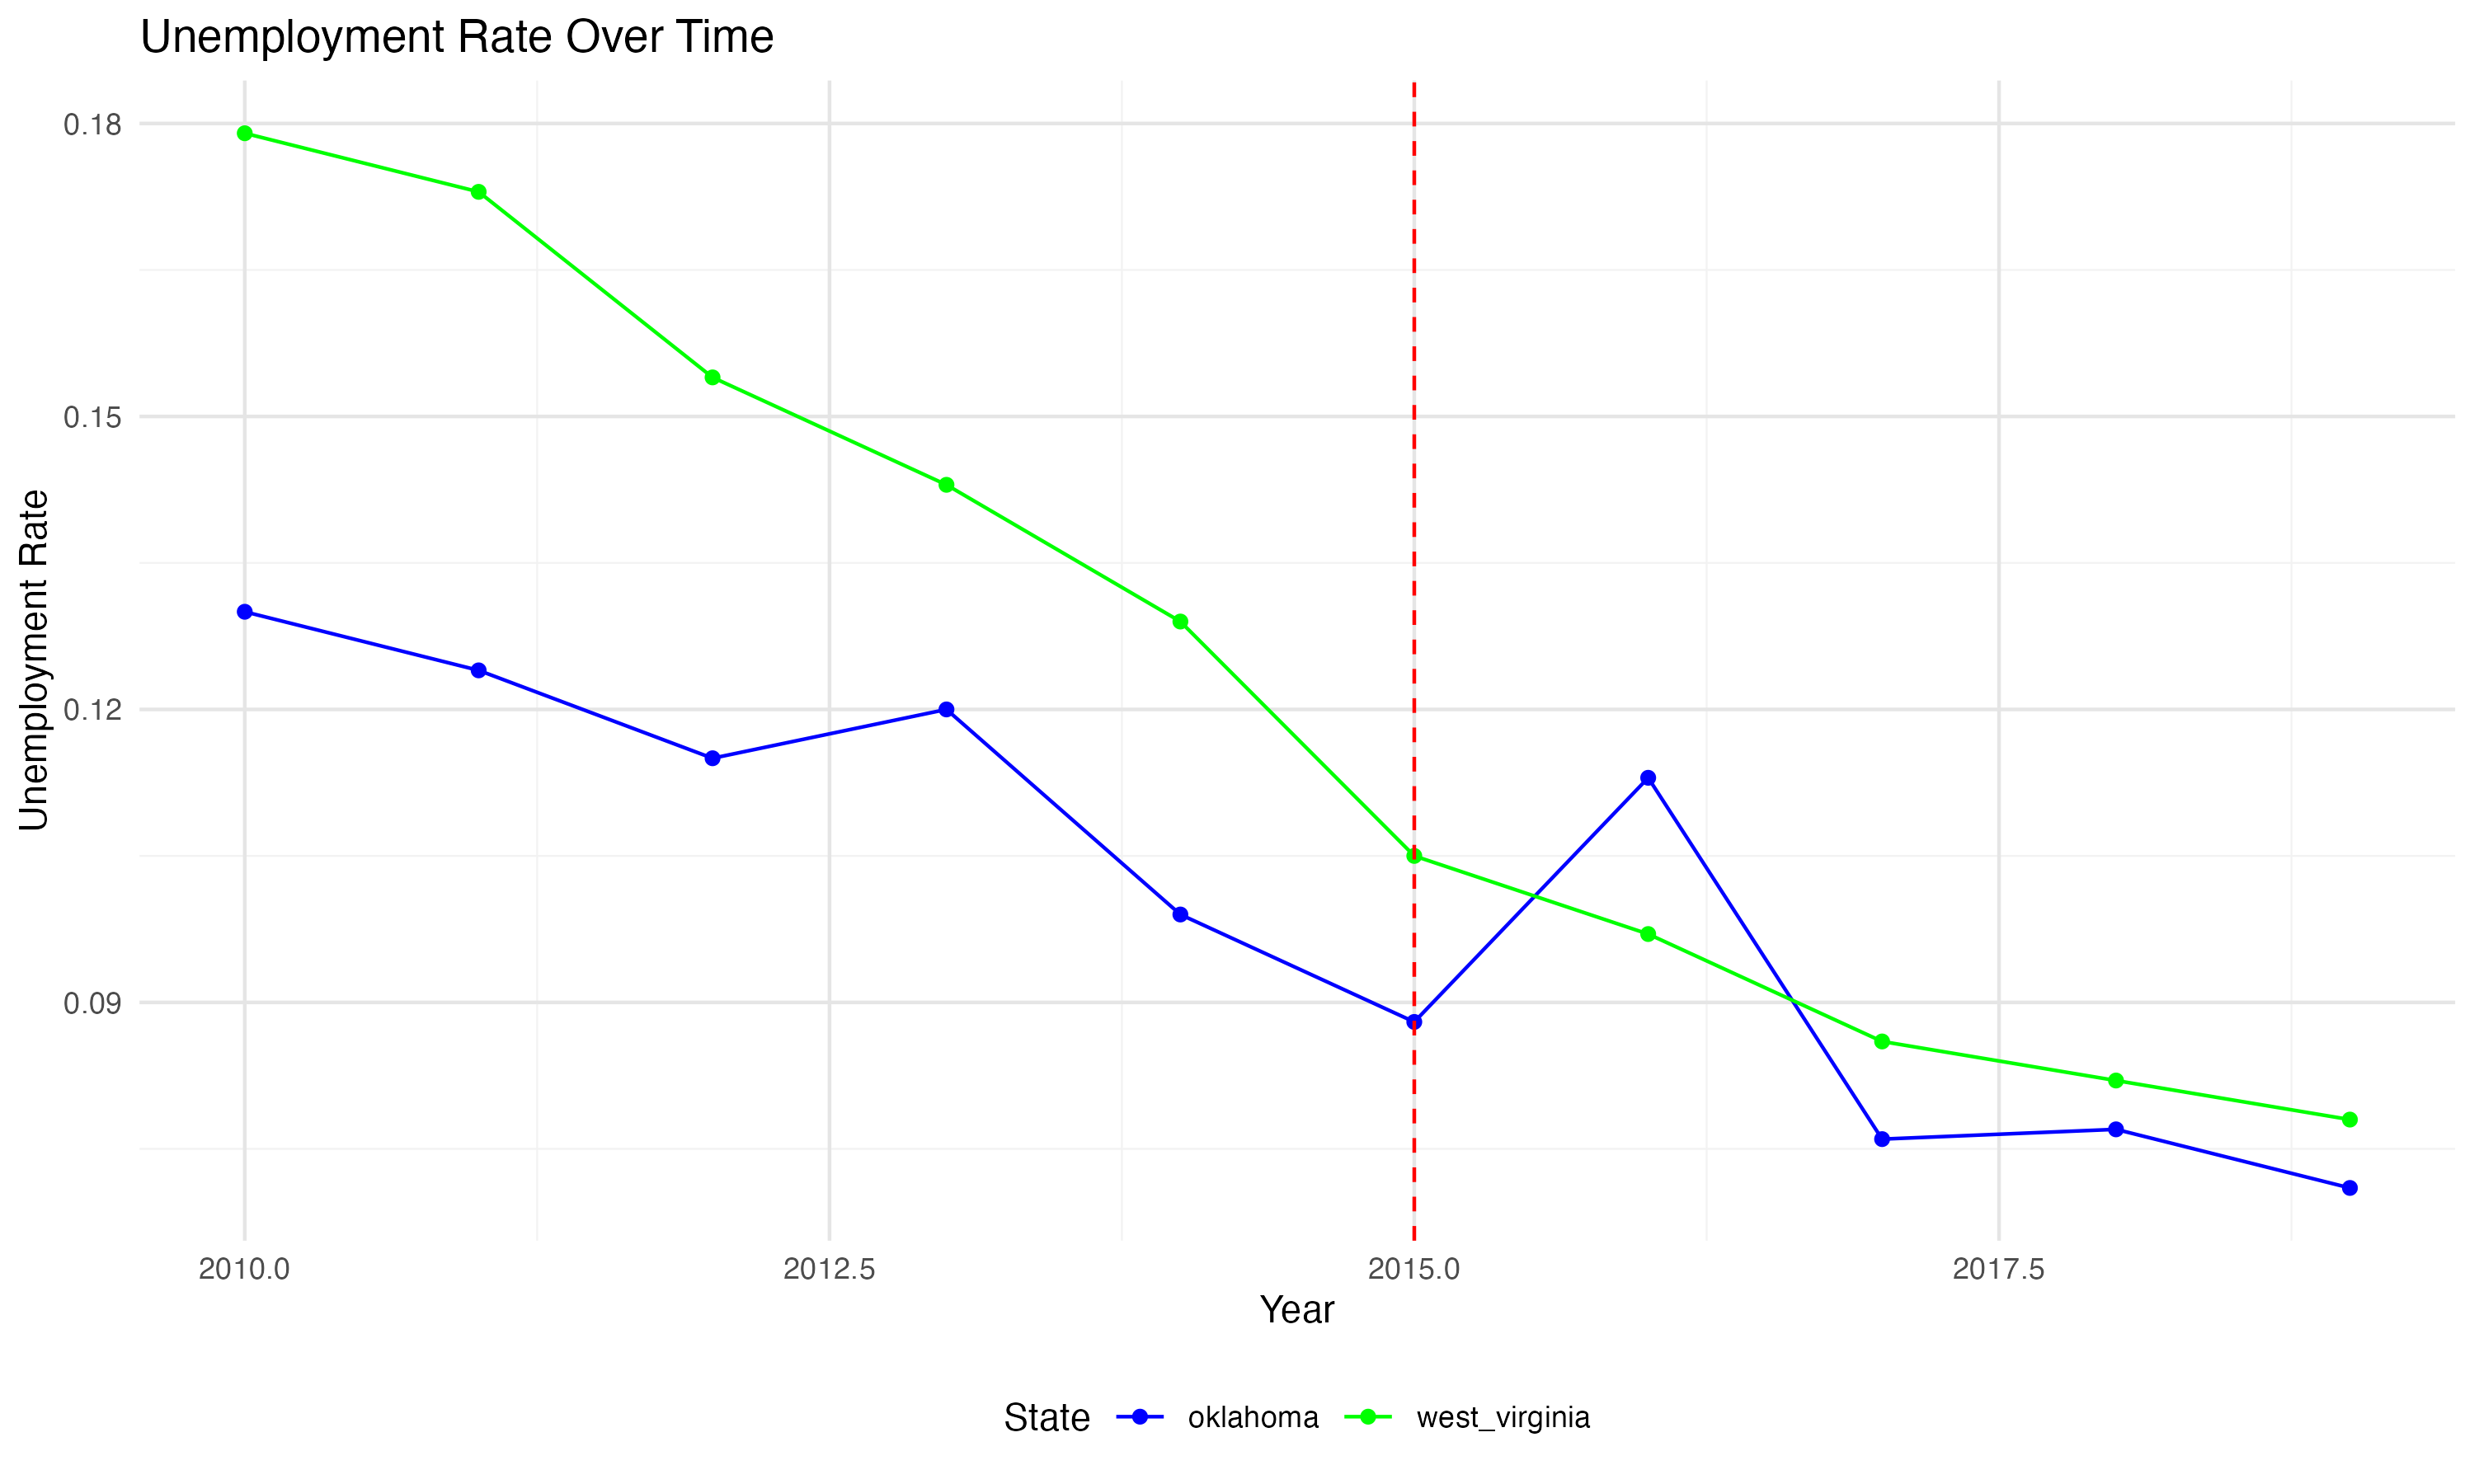 Unemployment Rate Over Time
Unemployment Rate
0.18
0.15
0.12
0.09
2010.0 2012.5 2015.0 2017.5
Year
State oklahoma west_virginia